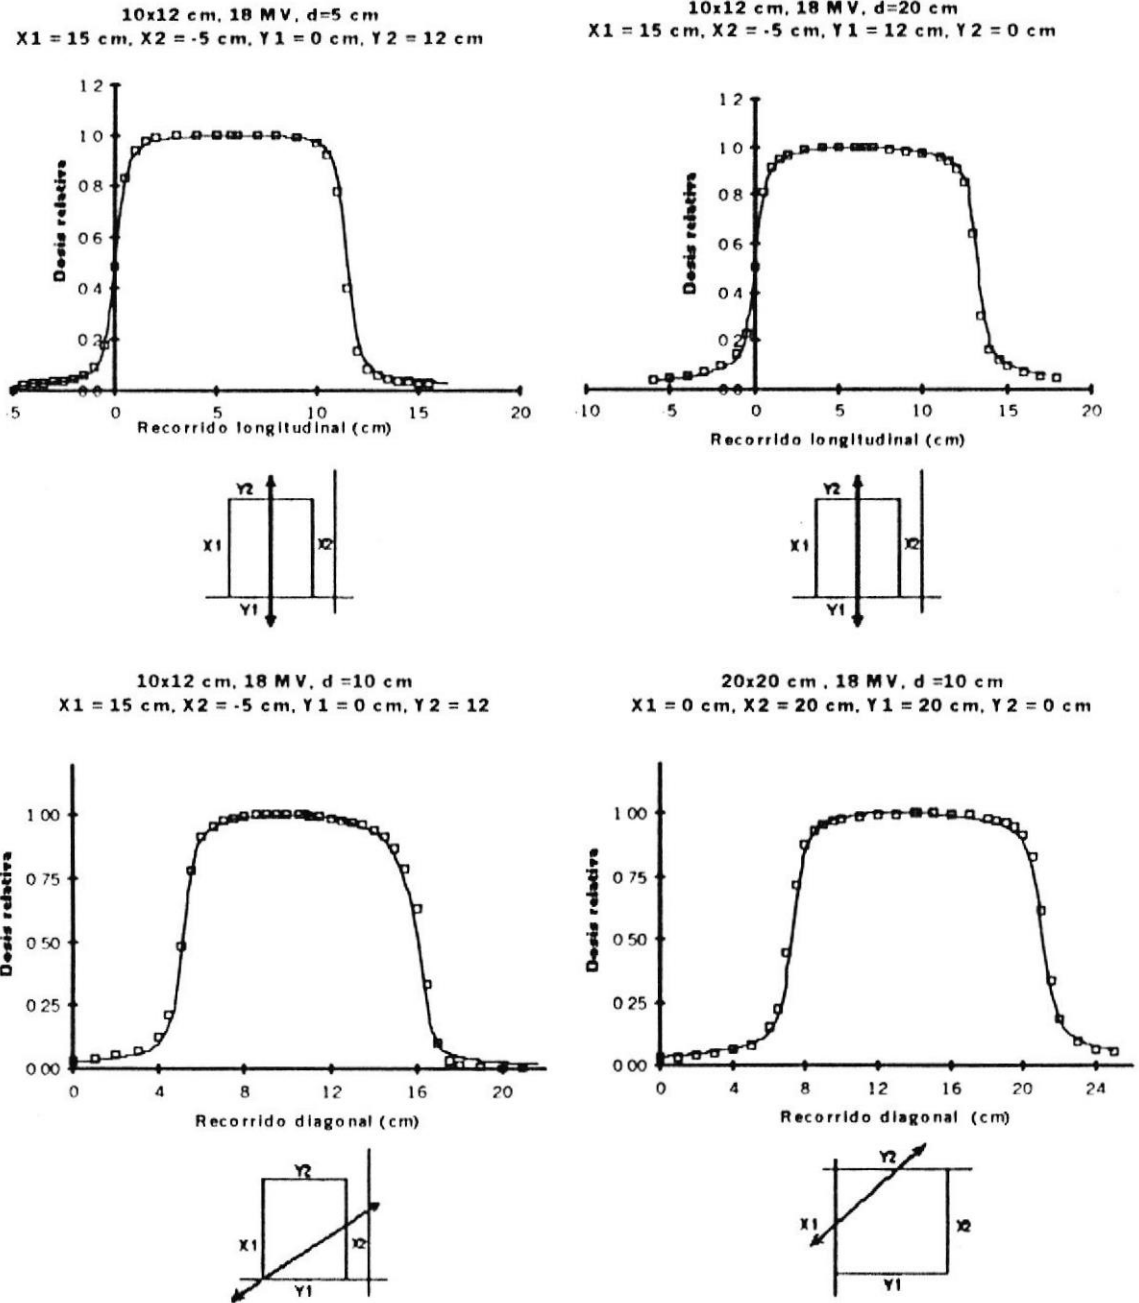 10x12 cm, 18 MV, d=5 cm
X1 = 15 cm, X2 = -5 cm, Y1 = 0 cm, Y2 = 12 cm
1 2
1 0
0 8
0 6
0 4
0 2
0 0
Dosis relativa
-5 0 5 10 15 20
Recorrido longitudinal (cm)
Y2
X1 X2
Y1
10x12 cm, 18 MV, d=20 cm
X1 = 15 cm, X2 = -5 cm, Y1 = 12 cm, Y2 = 0 cm
1 2
1 0
0 8
0 6
0 4
0 2
0 0
Dosis relativa
-10 -5 0 5 10 15 20
Recorrido longitudinal (cm)
Y2
X1 X2
Y1
10x12 cm, 18 MV, d =10 cm
X1 = 15 cm, X2 = -5 cm, Y1 = 0 cm, Y2 = 12
1 00
0 75
0 50
0 25
0 00
Dosis relativa
0 4 8 12 16 20
Recorrido diagonal (cm)
Y2
X1 X2
Y1
20x20 cm , 18 MV, d =10 cm
X1 = 0 cm, X2 = 20 cm, Y1 = 20 cm, Y2 = 0 cm
1 00
0 75
0 50
0 25
0 00
Dosis relativa
0 4 8 12 16 20 24
Recorrido diagonal (cm)
Y2
X1 X2
Y1